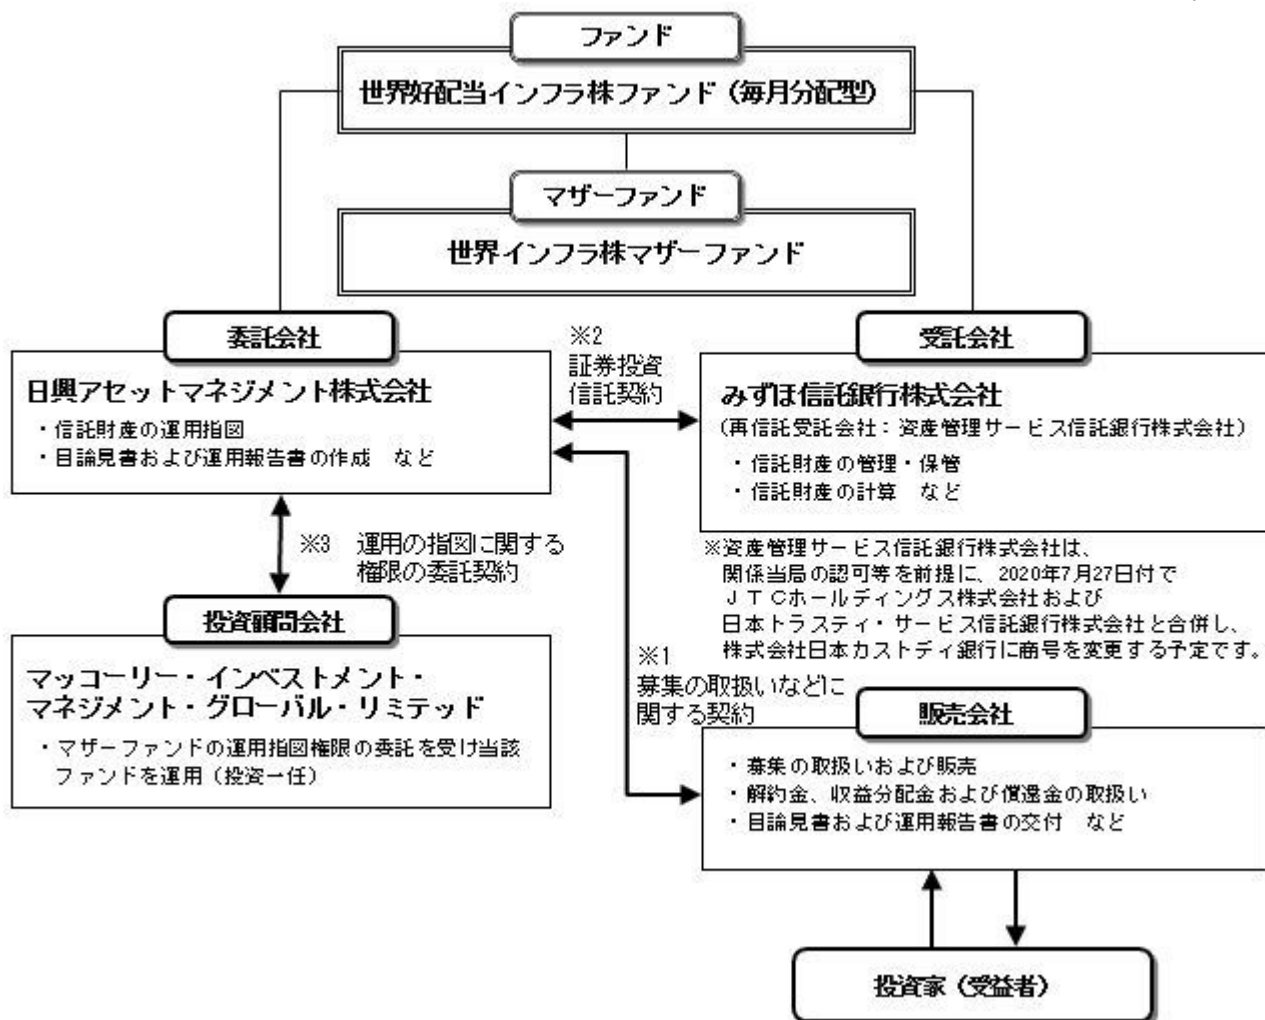 ファンド
世界好配当インフラ株ファンド（毎月分配型）
マザーファンド
世界インフラ株マザーファンド
委託会社
日興アセットマネジメント株式会社
・信託財産の運用指図
・目論見書および運用報告書の作成　など
※2
証券投資
信託契約
受託会社
みずほ信託銀行株式会社
（再信託受託会社：資産管理サービス信託銀行株式会社）
・信託財産の管理・保管
・信託財産の計算　など
※資産管理サービス信託銀行株式会社は、
関係当局の認可等を前提に、2020年7月27日付で
ＪＴＣホールディングス株式会社および
日本トラスティ・サービス信託銀行株式会社と合併し、
株式会社日本カストディ銀行に商号を変更する予定です。
※3　運用の指図に関する
権限の委託契約
投資顧問会社
マッコーリー・インベストメント・
マネジメント・グローバル・リミテッド
・マザーファンドの運用指図権限の委託を受け当該
ファンドを運用（投資一任）
※1
募集の取扱いなどに
関する契約
販売会社
・募集の取扱いおよび販売
・解約金、収益分配金および償還金の取扱い
・目論見書および運用報告書の交付　など
投資家（受益者）